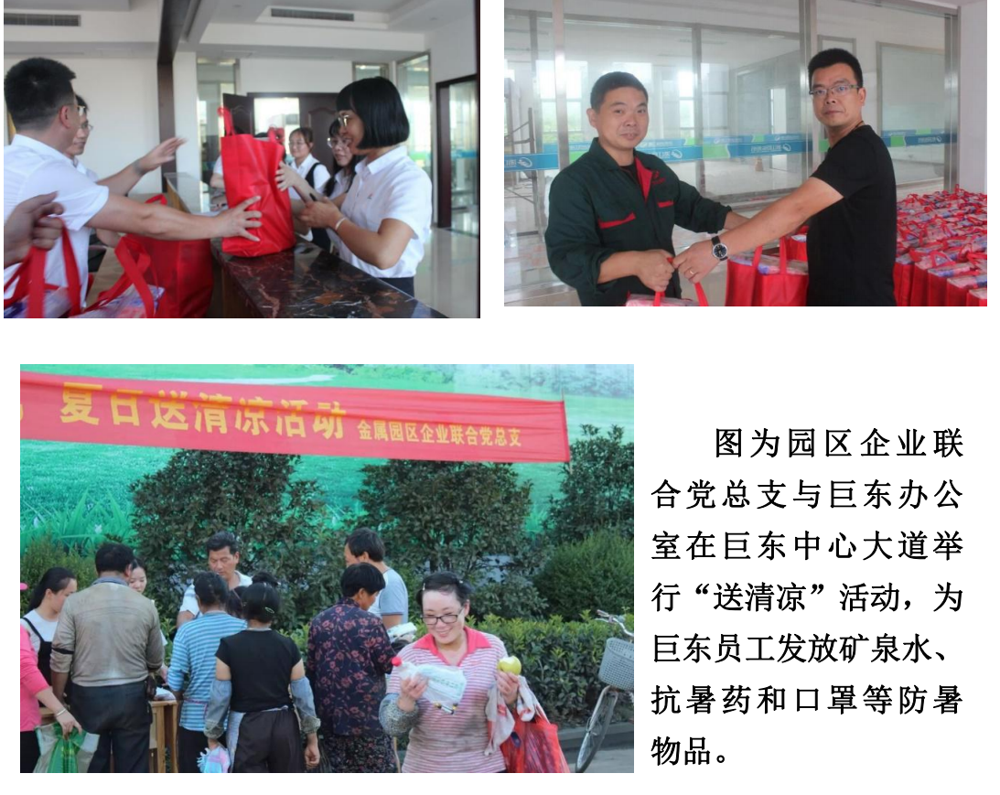 夏日送清凉活动 金属园区企业联合党总支
图为园区企业联
合党总支与巨东办公
室在巨东中心大道举
行“送清凉”活动，为
巨东员工发放矿泉水、
抗暑药和口罩等防暑
物品。